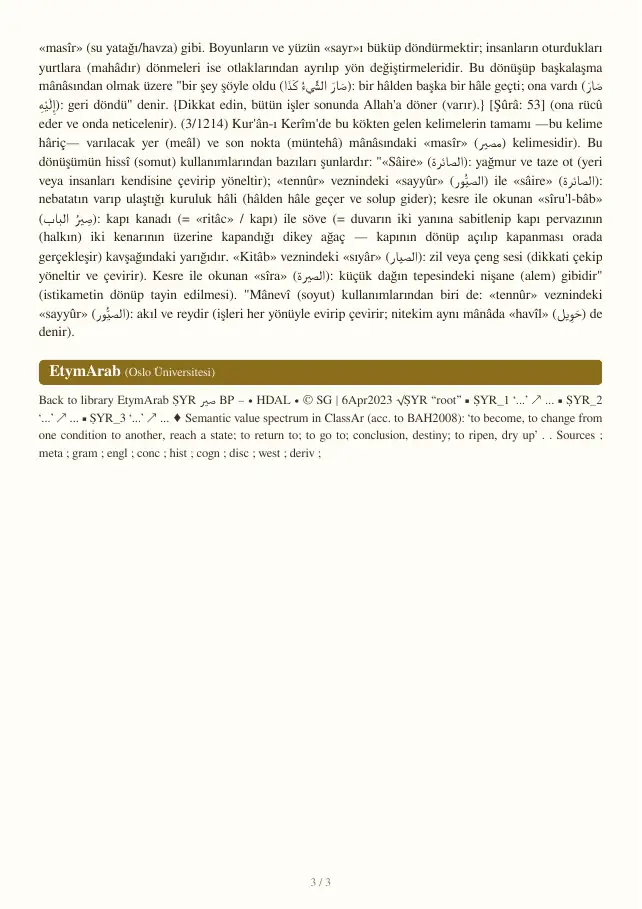 «masîr» (su yatağı/havza) gibi. Boyunların ve yüzün «sayr»ı büküp döndürmektir; insanların oturdukları
yurtlara (mahâdır) dönmeleri ise otlaklarından ayrılıp yön değiştirmeleridir. Bu dönüşüp başkalaşma
mânâsından olmak üzere "bir şey şöyle oldu (صَارَ الشَّيءُ كَذَا): bir hâlden başka bir hâle geçti; ona vardı (صَارَ
إِلَيْهِ): geri döndü" denir. {Dikkat edin, bütün işler sonunda Allah'a döner (varır).} [Şûrâ: 53] (ona rücû
eder ve onda neticelenir). (3/1214) Kur'ân-ı Kerîm'de bu kökten gelen kelimelerin tamamı —bu kelime
hâriç— varılacak yer (meâl) ve son nokta (müntehâ) mânâsındaki «masîr» (مصير) kelimesidir). Bu
dönüşümün hissî (somut) kullanımlarından bazıları şunlardır: "«Sâire» (الصائرة): yağmur ve taze ot (yeri
veya insanları kendisine çevirip yöneltir); «tennûr» veznindeki «sayyûr» (الصيُّور) ile «sâire» (الصائرة):
nebatatın varıp ulaştığı kuruluk hâli (hâlden hâle geçer ve solup gider); kesre ile okunan «sîru'l-bâb»
(صِيرُ الباب): kapı kanadı (= «ritâc» / kapı) ile söve (= duvarın iki yanına sabitlenip kapı pervazının
(halkın) iki kenarının üzerine kapandığı dikey ağaç — kapının dönüp açılıp kapanması orada
gerçekleşir) kavşağındaki yarığıdır. «Kitâb» veznindeki «sıyâr» (الصيار): zil veya çeng sesi (dikkati çekip
yöneltir ve çevirir). Kesre ile okunan «sîra» (الصيرة): küçük dağın tepesindeki nişane (alem) gibidir"
(istikametin dönüp tayin edilmesi). "Mânevî (soyut) kullanımlarından biri de: «tennûr» veznindeki
«sayyûr» (الصيُّور): akıl ve reydir (işleri her yönüyle evirip çevirir; nitekim aynı mânâda «havîl» (حَوِيل) de
denir).
EtymArab (Oslo Üniversitesi)
Back to library EtymArab ṢYR صير BP – • HDAL • © SG | 6Apr2023 √ṢYR “root” ▪ ṢYR_1 ‘...’ ↗ ... ▪ ṢYR_2
‘...’ ↗ ... ▪ ṢYR_3 ‘...’ ↗ ... ♦ Semantic value spectrum in ClassAr (acc. to BAH2008): ‘to become, to change from
one condition to another, reach a state; to return to; to go to; conclusion, destiny; to ripen, dry up’ . . Sources ;
meta ; gram ; engl ; conc ; hist ; cogn ; disc ; west ; deriv ;
3 / 3